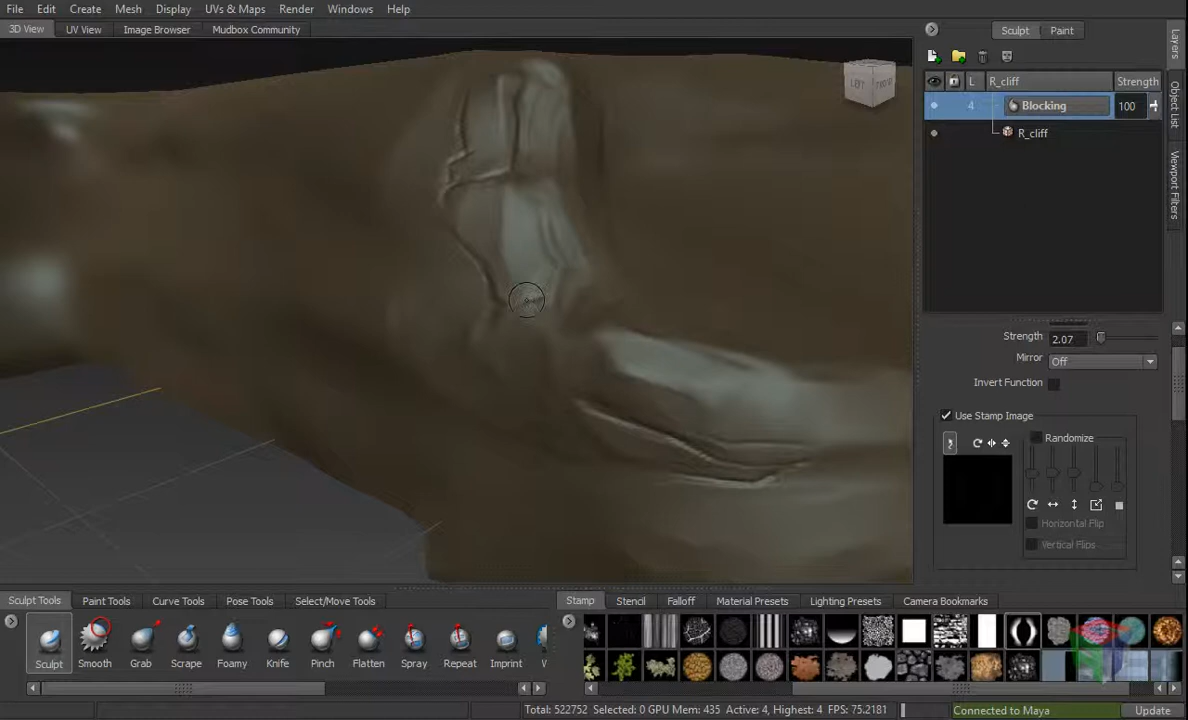 File Edit Create Mesh Display UVs & Maps Render Windows Help
3D View UV View Image Browser Mudbox Community
Sculpt Paint
Layers
Object List
Viewport Filters
L R_cliff Strength
4 Blocking 100
R_cliff
Strength 2.07
Mirror Off
Invert Function
Use Stamp Image
Randomize
Horizontal Flip
Vertical Flips
Sculpt Tools Paint Tools Curve Tools Pose Tools Select/Move Tools
Stamp Stencil Falloff Material Presets Lighting Presets Camera Bookmarks
Sculpt Smooth Grab Scrape Foamy Knife Pinch Flatten Spray Repeat Imprint
Total: 522752 Selected: 0 GPU Mem: 435 Active: 4, Highest: 4 FPS: 75.2181
Connected to Maya Update